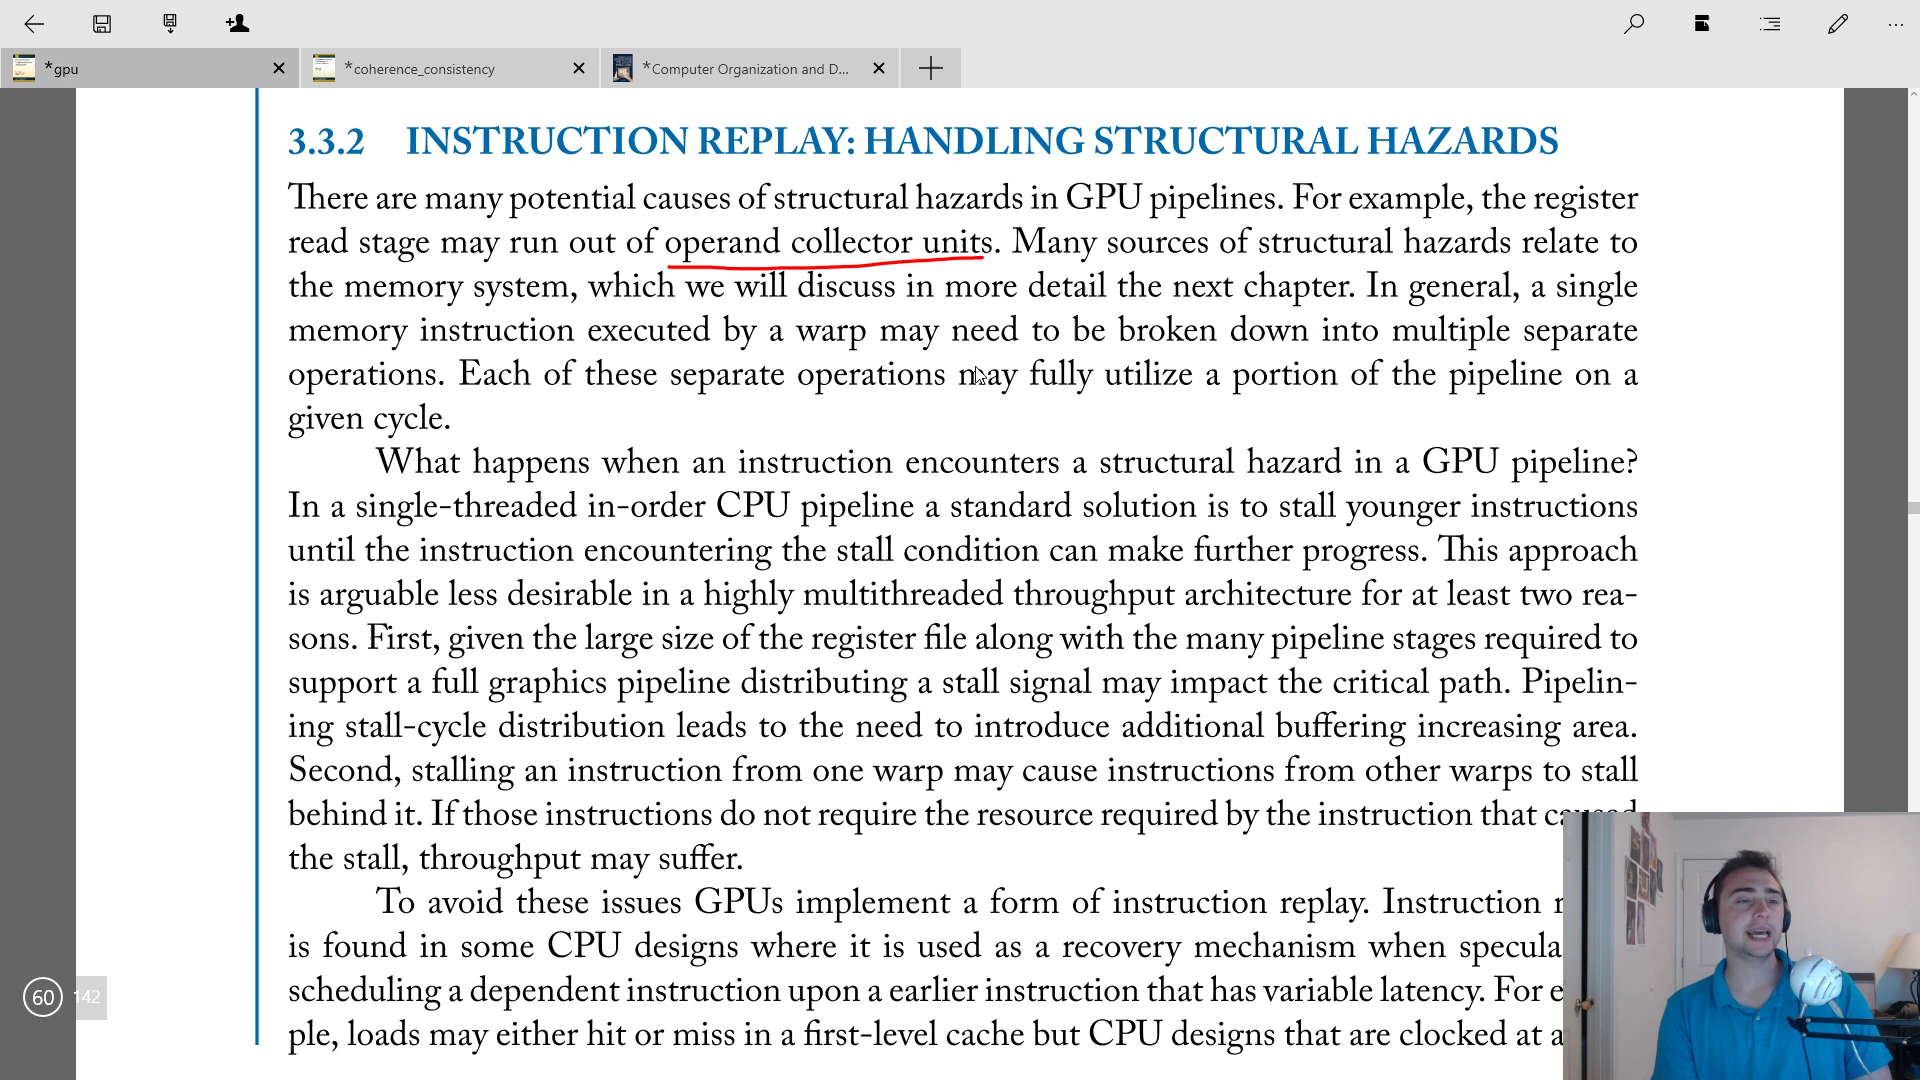 *gpu
*coherence_consistency
*Computer Organization and D...
3.3.2 INSTRUCTION REPLAY: HANDLING STRUCTURAL HAZARDS
There are many potential causes of structural hazards in GPU pipelines. For example, the register
read stage may run out of operand collector units. Many sources of structural hazards relate to
the memory system, which we will discuss in more detail the next chapter. In general, a single
memory instruction executed by a warp may need to be broken down into multiple separate
operations. Each of these separate operations may fully utilize a portion of the pipeline on a
given cycle.
What happens when an instruction encounters a structural hazard in a GPU pipeline?
In a single-threaded in-order CPU pipeline a standard solution is to stall younger instructions
until the instruction encountering the stall condition can make further progress. This approach
is arguable less desirable in a highly multithreaded throughput architecture for at least two rea-
sons. First, given the large size of the register file along with the many pipeline stages required to
support a full graphics pipeline distributing a stall signal may impact the critical path. Pipelin-
ing stall-cycle distribution leads to the need to introduce additional buffering increasing area.
Second, stalling an instruction from one warp may cause instructions from other warps to stall
behind it. If those instructions do not require the resource required by the instruction that caused
the stall, throughput may suffer.
To avoid these issues GPUs implement a form of instruction replay. Instruction
is found in some CPU designs where it is used as a recovery mechanism when
scheduling a dependent instruction upon a earlier instruction that has variable latency. For
ple, loads may either hit or miss in a first-level cache but CPU designs that are clocked at a
60 142